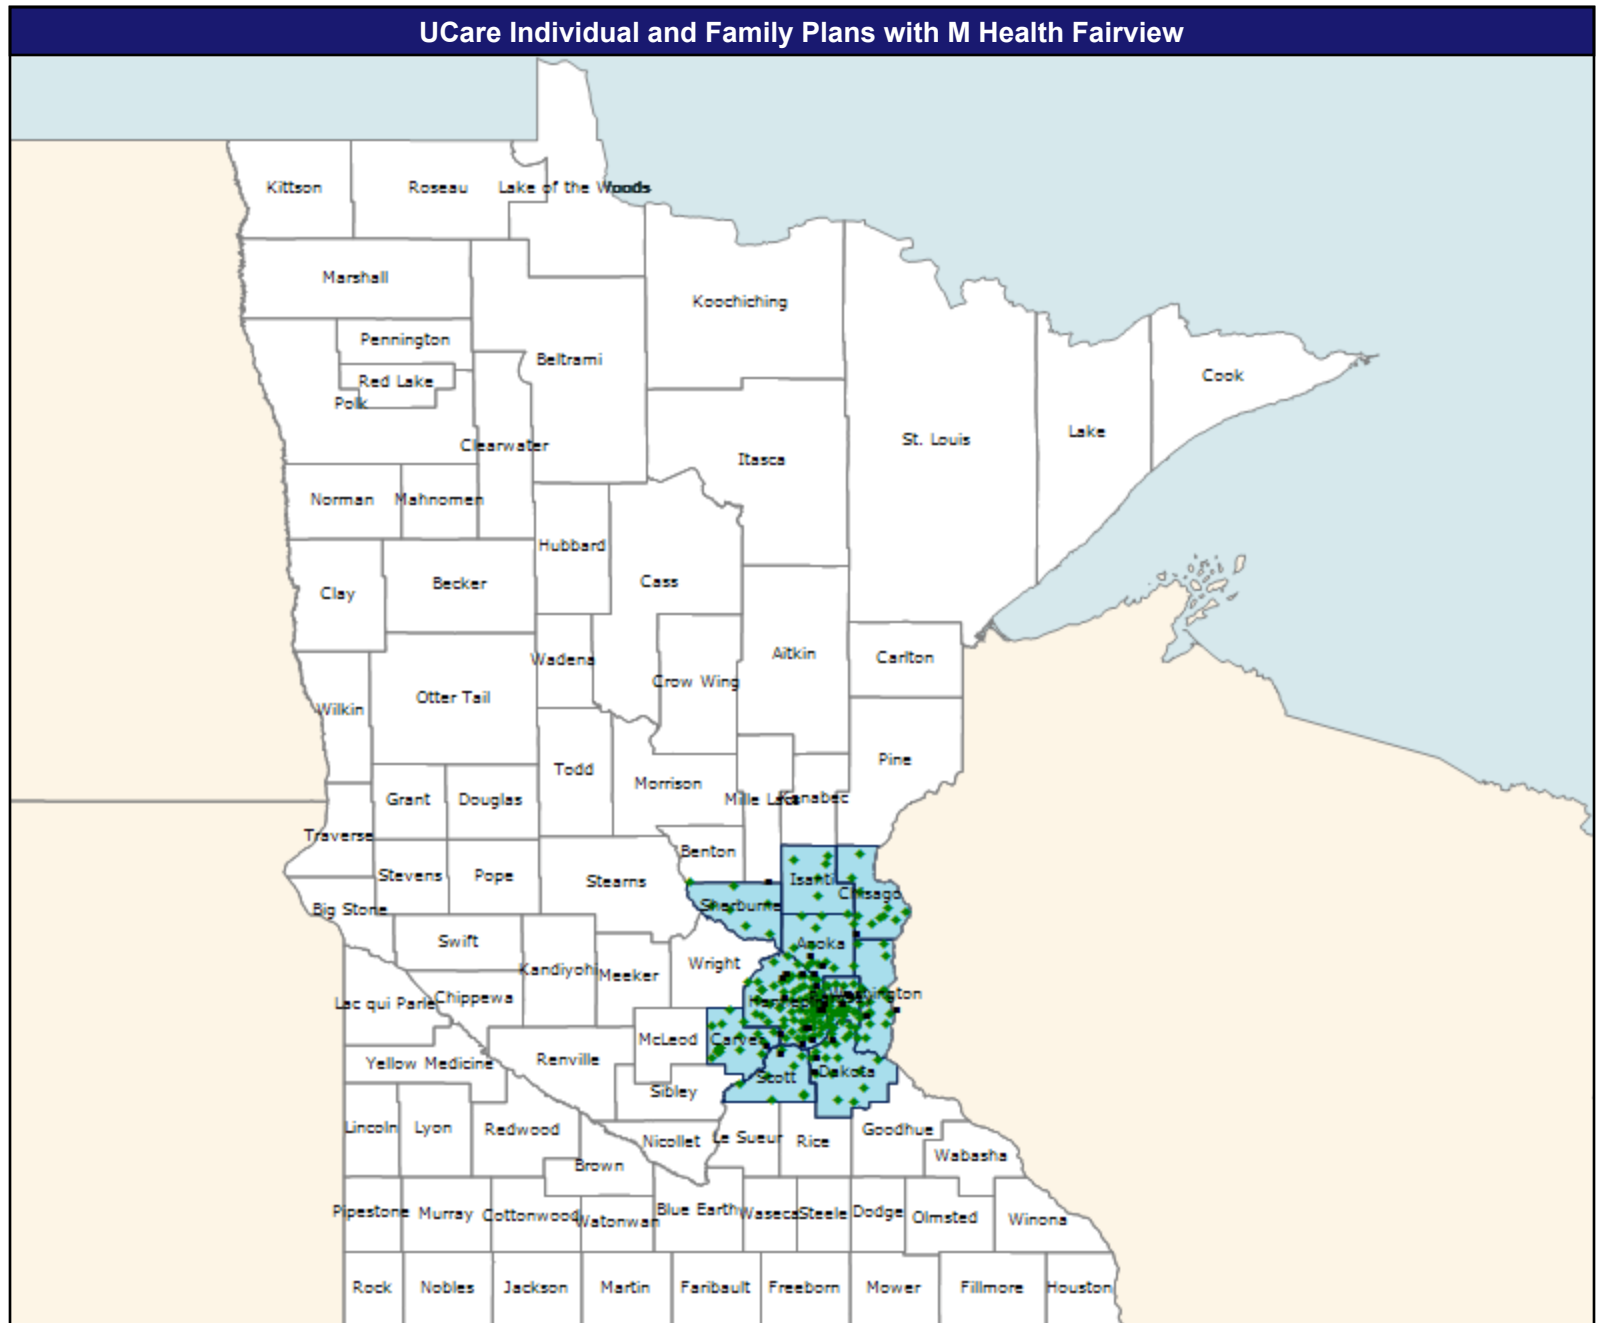 UCare Individual and Family Plans with M Health Fairview
Kittson
Roseau
Lake of the Woods
Marshall
Koochiching
Pennington
Beltrami
Red Lake
Cook
Polk
Lake
St. Louis
Clearwater
Itasca
Norman
Mahnomen
Hubbard
Cass
Becker
Clay
Aitkin
Carlton
Wadena
Crow Wing
Otter Tail
Wilkin
Pine
Todd
Morrison
Grant
Douglas
Mille Lacs
Kanabec
Traverse
Benton
Stevens
Pope
Stearns
Isanti
Chisago
Big Stone
Sherburne
Swift
Anoka
Kandiyohi
Meeker
Wright
Lac qui Parle
Chippewa
Hennepin
Washington
McLeod
Carver
Yellow Medicine
Renville
Scott
Dakota
Sibley
Lincoln
Lyon
Redwood
Nicollet
Le Sueur
Rice
Goodhue
Wabasha
Brown
Pipestone
Murray
Cottonwood
Watonwan
Blue Earth
Waseca
Steele
Dodge
Olmsted
Winona
Rock
Nobles
Jackson
Martin
Faribault
Freeborn
Mower
Fillmore
Houston